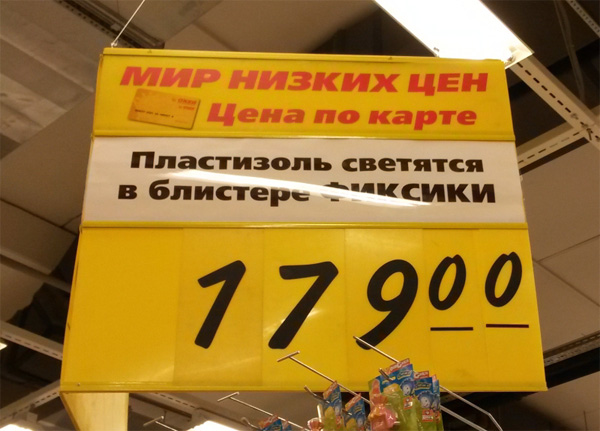 МИР НИЗКИХ ЦЕН
Цена по карте
Пластизоль светятся
в блистере ФИКСИКИ
179 00